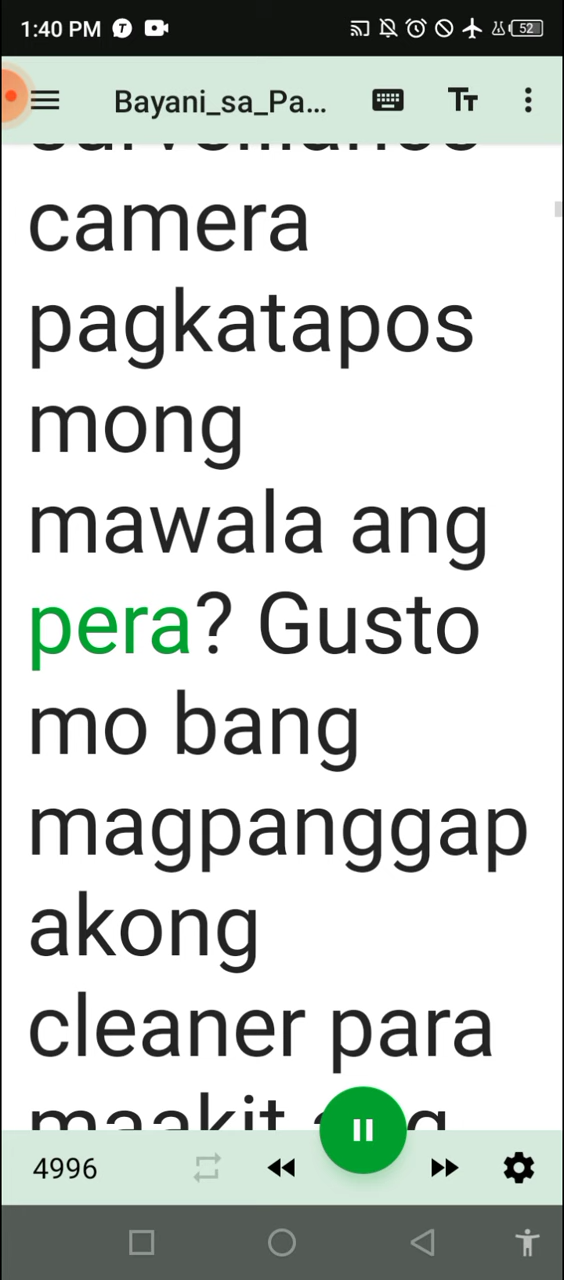 1:40 PM
52
Bayani_sa_Pa...
camera
pagkatapos
mong
mawala ang
pera? Gusto
mo bang
magpanggap
akong
cleaner para
4996